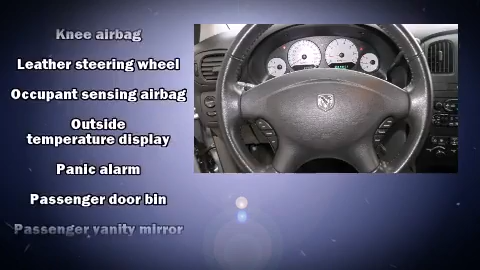 Knee airbag
Leather steering wheel
Occupant sensing airbag
Outside
temperature display
Panic alarm
Passenger door bin
Passenger vanity mirror